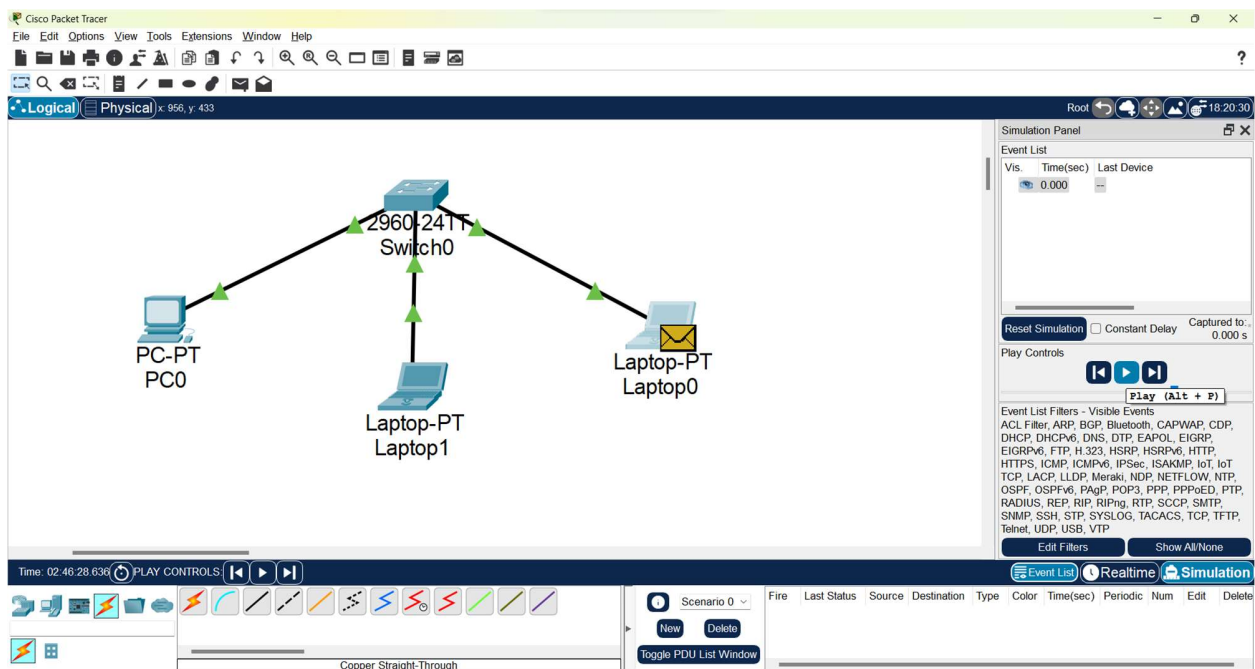 Cisco Packet Tracer
File Edit Options View Tools Extensions Window Help
?
Logical Physical x: 956, y: 433 Root 18:20:30
Simulation Panel
Event List
Vis. Time(sec) Last Device
0.000 --
2960-24TT
Switch0
PC-PT
PC0
Laptop-PT
Laptop1
Laptop-PT
Laptop0
Reset Simulation Constant Delay Captured to:
0.000 s
Play Controls
Play (Alt + P)
Event List Filters - Visible Events
ACL Filter, ARP, BGP, Bluetooth, CAPWAP, CDP,
DHCP, DHCPv6, DNS, DTP, EAPOL, EIGRP,
EIGRPv6, FTP, H.323, HSRP, HSRPv6, HTTP,
HTTPS, ICMP, ICMPv6, IPSec, ISAKMP, IoT, IoT
TCP, LACP, LLDP, Meraki, NDP, NETFLOW, NTP,
OSPF, OSPFv6, PAgP, POP3, PPP, PPPoED, PTP,
RADIUS, REP, RIP, RIPng, RTP, SCCP, SMTP,
SNMP, SSH, STP, SYSLOG, TACACS, TCP, TFTP,
Telnet, UDP, USB, VTP
Edit Filters Show All/None
Time: 02:46:28.636 PLAY CONTROLS: Event List Realtime Simulation
Scenario 0 Fire Last Status Source Destination Type Color Time(sec) Periodic Num Edit Delete
New Delete
Toggle PDU List Window
Copper Straight-Through